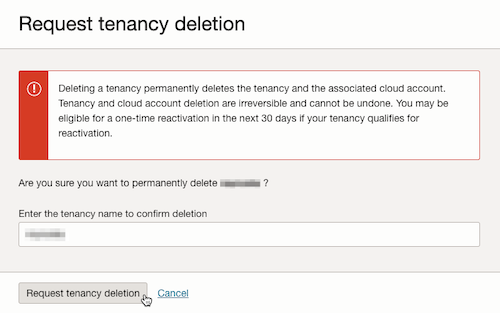 Request tenancy deletion
Deleting a tenancy permanently deletes the tenancy and the associated cloud account.
Tenancy and cloud account deletion are irreversible and cannot be undone. You may be
eligible for a one-time reactivation in the next 30 days if your tenancy qualifies for
reactivation.
Are you sure you want to permanently delete ?
Enter the tenancy name to confirm deletion
Request tenancy deletion Cancel